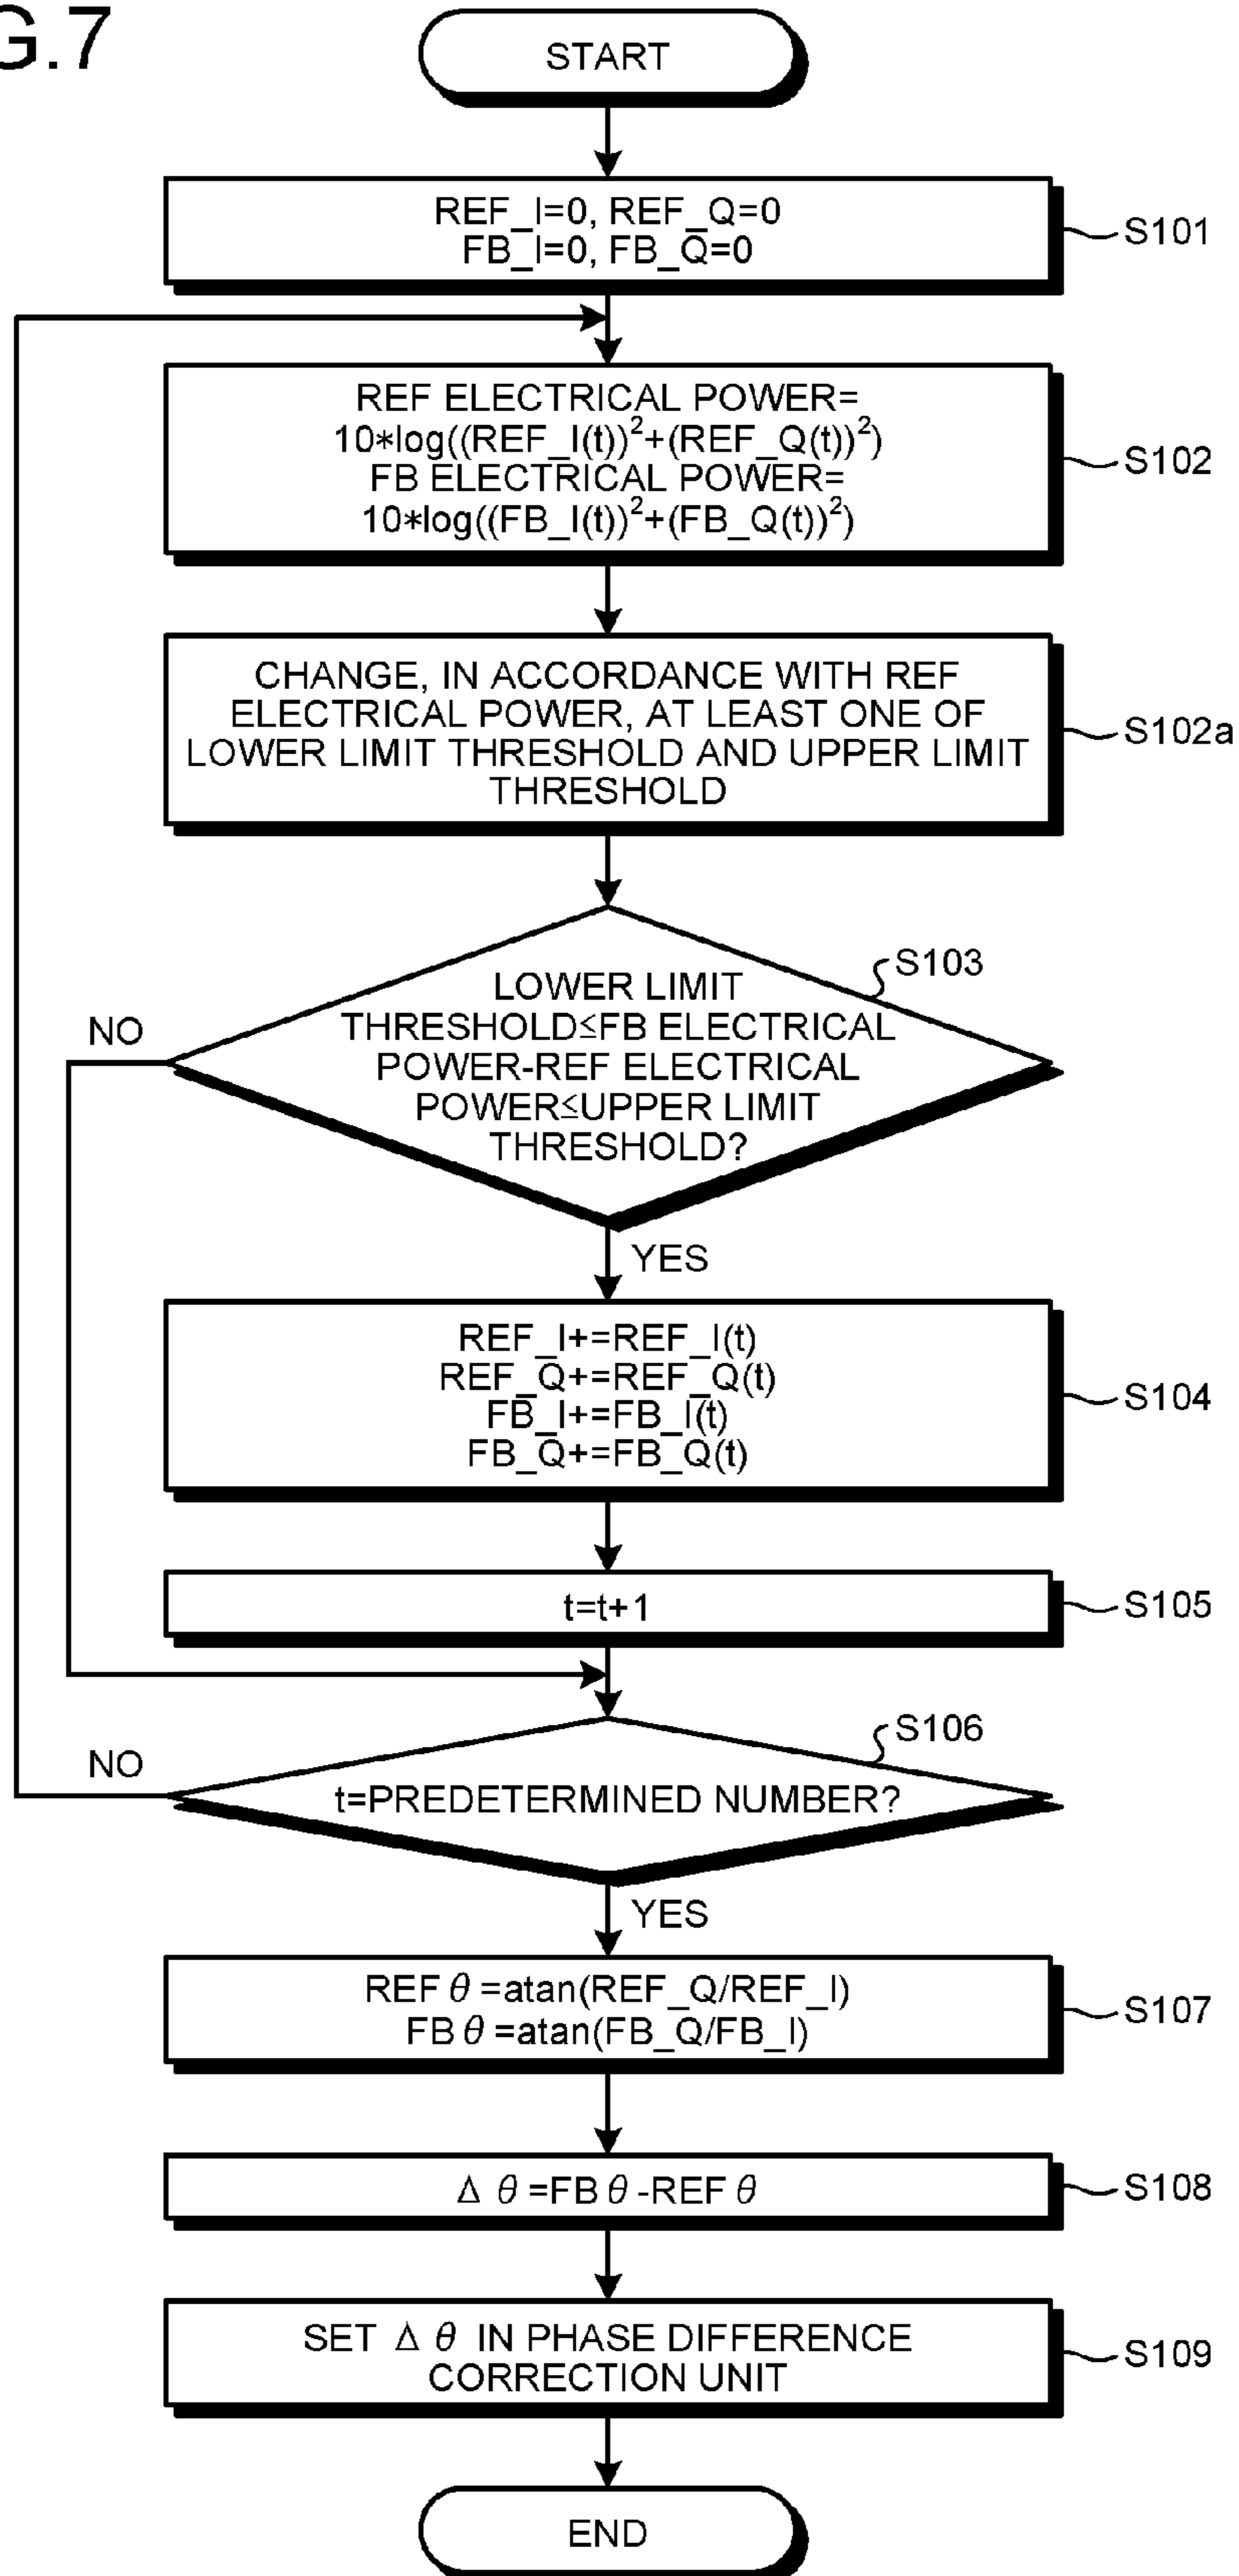 G.7
START
REF_I=0, REF_Q=0
FB_I=0, FB_Q=0
S101
REF ELECTRICAL POWER=
10*log((REF_I(t))²+(REF_Q(t))²)
FB ELECTRICAL POWER=
10*log((FB_I(t))²+(FB_Q(t))²)
S102
CHANGE, IN ACCORDANCE WITH REF
ELECTRICAL POWER, AT LEAST ONE OF
LOWER LIMIT THRESHOLD AND UPPER LIMIT
THRESHOLD
S102a
S103
LOWER LIMIT
THRESHOLD≦FB ELECTRICAL
POWER-REF ELECTRICAL
POWER≦UPPER LIMIT
THRESHOLD?
NO
YES
REF_I+=REF_I(t)
REF_Q+=REF_Q(t)
FB_I+=FB_I(t)
FB_Q+=FB_Q(t)
S104
t=t+1
S105
S106
NO
t=PREDETERMINED NUMBER?
YES
REF θ =atan(REF_Q/REF_I)
FB θ =atan(FB_Q/FB_I)
S107
Δ θ =FB θ -REF θ
S108
SET Δ θ IN PHASE DIFFERENCE
CORRECTION UNIT
S109
END